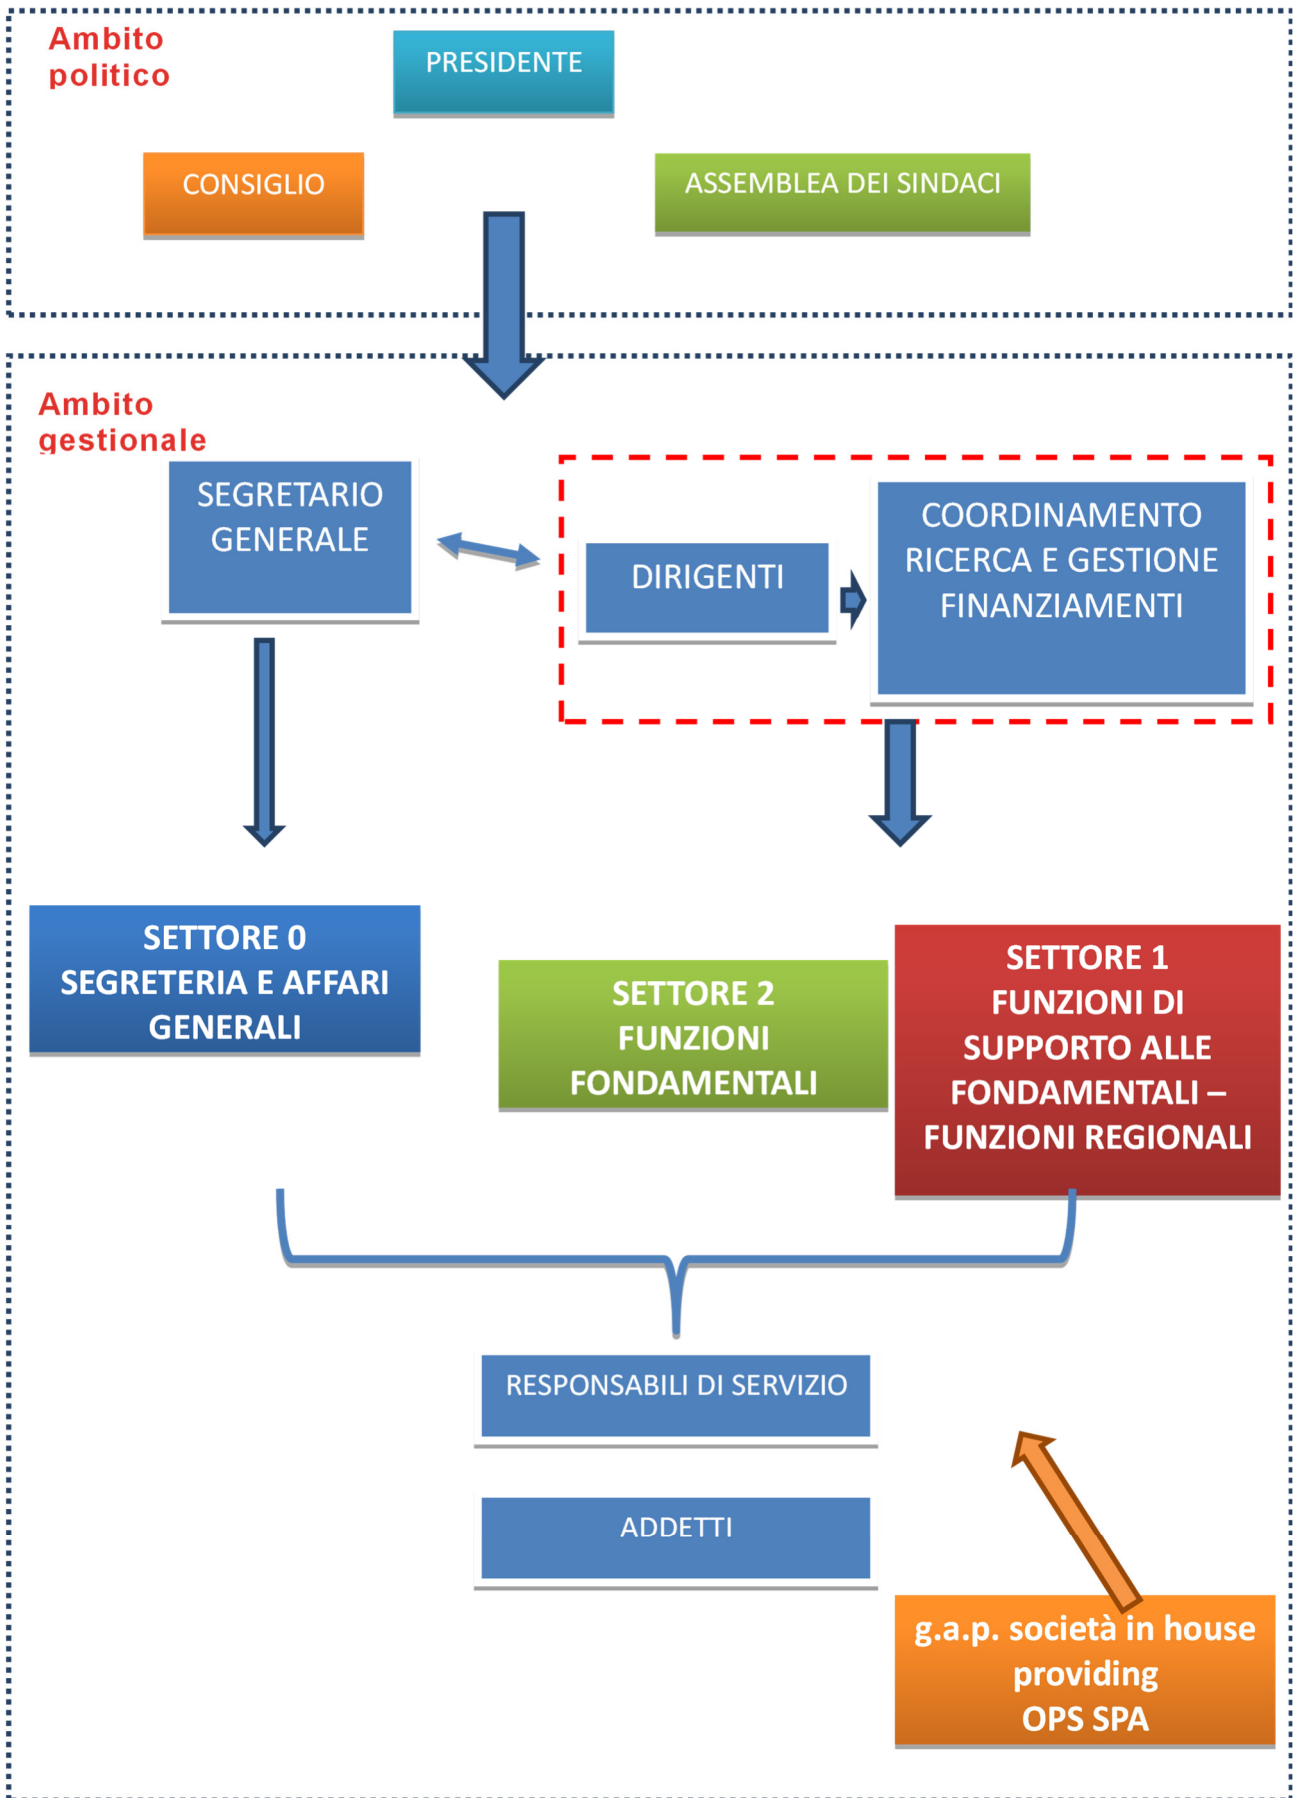 Ambito
politico
PRESIDENTE
CONSIGLIO
ASSEMBLEA DEI SINDACI
Ambito
gestionale
SEGRETARIO
GENERALE
DIRIGENTI
COORDINAMENTO
RICERCA E GESTIONE
FINANZIAMENTI
SETTORE 0
SEGRETERIA E AFFARI
GENERALI
SETTORE 2
FUNZIONI
FONDAMENTALI
SETTORE 1
FUNZIONI DI
SUPPORTO ALLE
FONDAMENTALI –
FUNZIONI REGIONALI
RESPONSABILI DI SERVIZIO
ADDETTI
g.a.p. società in house
providing
OPS SPA